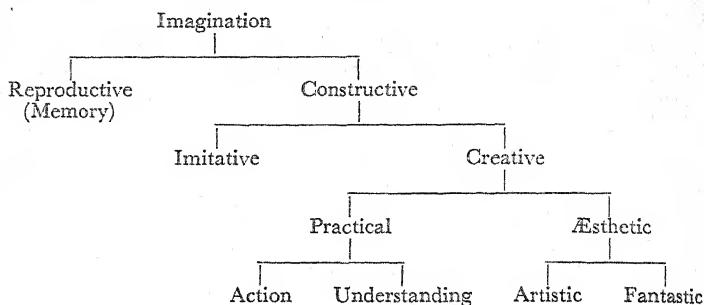 Imagination
Reproductive Constructive
(Memory)
Imitative Creative
Practical Æsthetic
Action Understanding Artistic Fantastic